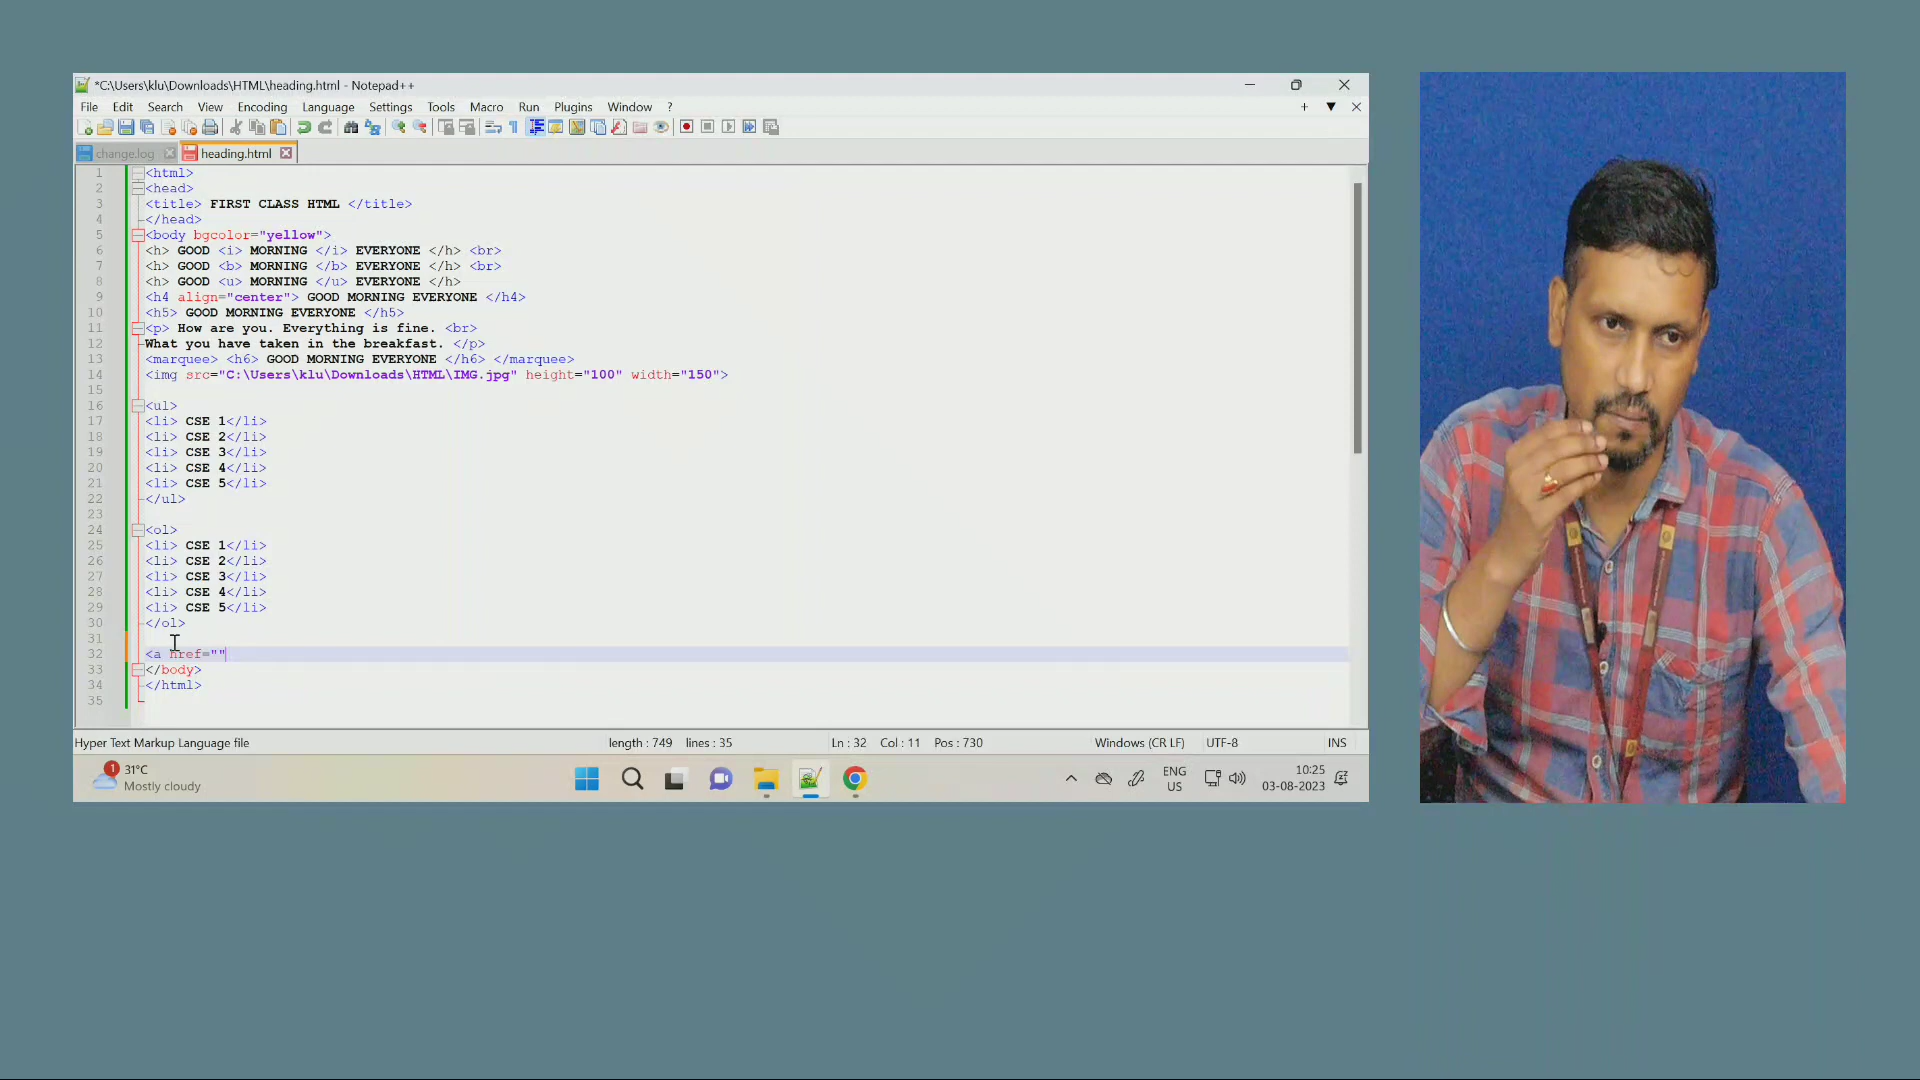 *C:\Users\klu\Downloads\HTML\heading.html - Notepad++
File Edit Search View Encoding Language Settings Tools Macro Run Plugins Window ?
change.log heading.html
1 <html>
2 <head>
3 <title> FIRST CLASS HTML </title>
4 </head>
5 <body bgcolor="yellow">
6 <h> GOOD <i> MORNING </i> EVERYONE </h> <br>
7 <h> GOOD <b> MORNING </b> EVERYONE </h> <br>
8 <h> GOOD <u> MORNING </u> EVERYONE </h>
9 <h4 align="center"> GOOD MORNING EVERYONE </h4>
10 <h5> GOOD MORNING EVERYONE </h5>
11 <p> How are you. Everything is fine. <br>
12 What you have taken in the breakfast. </p>
13 <marquee> <h6> GOOD MORNING EVERYONE </h6> </marquee>
14 <img src="C:\Users\klu\Downloads\HTML\IMG.jpg" height="100" width="150">
15
16 <ul>
17 <li> CSE 1</li>
18 <li> CSE 2</li>
19 <li> CSE 3</li>
20 <li> CSE 4</li>
21 <li> CSE 5</li>
22 </ul>
23
24 <ol>
25 <li> CSE 1</li>
26 <li> CSE 2</li>
27 <li> CSE 3</li>
28 <li> CSE 4</li>
29 <li> CSE 5</li>
30 </ol>
31
32 <a href=""
33 </body>
34 </html>
35
Hyper Text Markup Language file length : 749 lines : 35 Ln : 32 Col : 11 Pos : 730 Windows (CR LF) UTF-8 INS
1 31°C ENG 10:25
Mostly cloudy US 03-08-2023